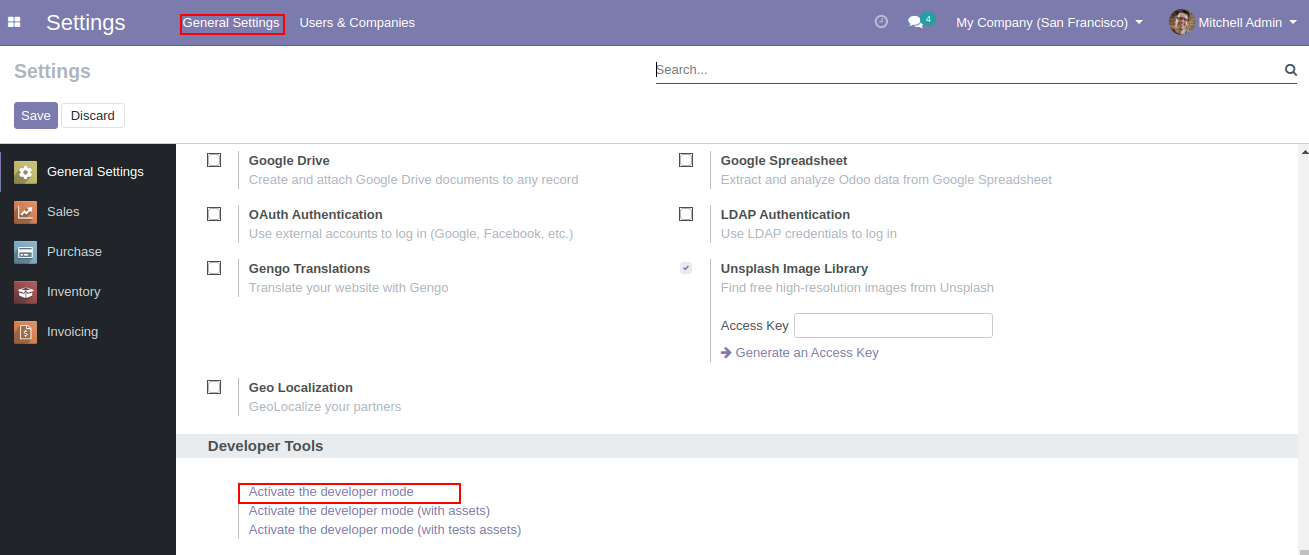 Settings General Settings Users & Companies 4 My Company (San Francisco) Mitchell Admin
Settings
Search...
Save Discard
General Settings
Sales
Purchase
Inventory
Invoicing
Google Drive
Create and attach Google Drive documents to any record
Google Spreadsheet
Extract and analyze Odoo data from Google Spreadsheet
OAuth Authentication
Use external accounts to log in (Google, Facebook, etc.)
LDAP Authentication
Use LDAP credentials to log in
Gengo Translations
Translate your website with Gengo
Unsplash Image Library
Find free high-resolution images from Unsplash
Access Key
Generate an Access Key
Geo Localization
GeoLocalize your partners
Developer Tools
Activate the developer mode
Activate the developer mode (with assets)
Activate the developer mode (with tests assets)